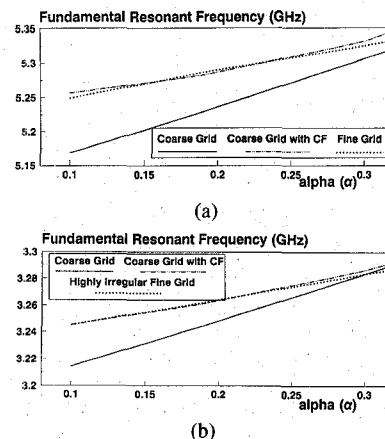 Fundamental Resonant Frequency (GHz)
5.35
5.3
5.25
5.2
5.15
Coarse Grid Coarse Grid with CF Fine Grid
0.1 0.15 0.2 0.25 0.3
alpha (α)
(a)
Fundamental Resonant Frequency (GHz)
3.3
3.28
3.26
3.24
3.22
3.2
Coarse Grid Coarse Grid with CF
Highly Irregular Fine Grid
0.1 0.15 0.2 0.25 0.3
alpha (α)
(b)